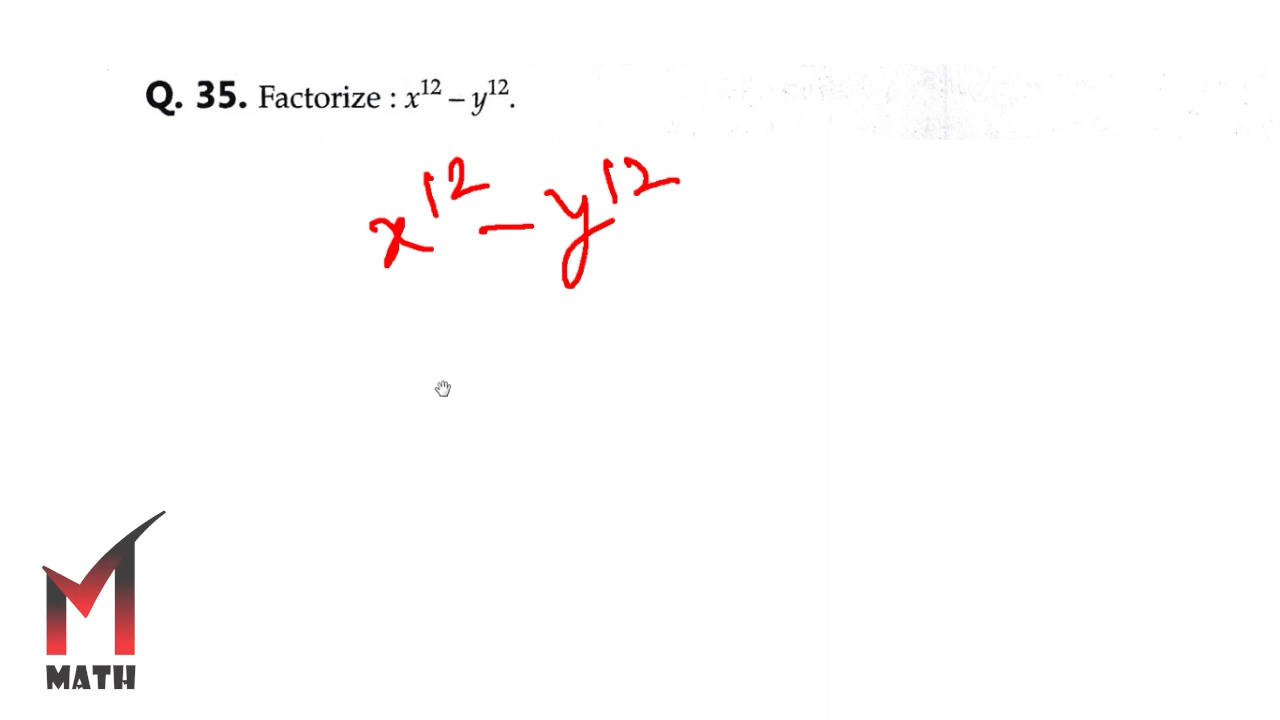 Q. 35. Factorize : x¹² – y¹².
x¹² – y¹²
MATH